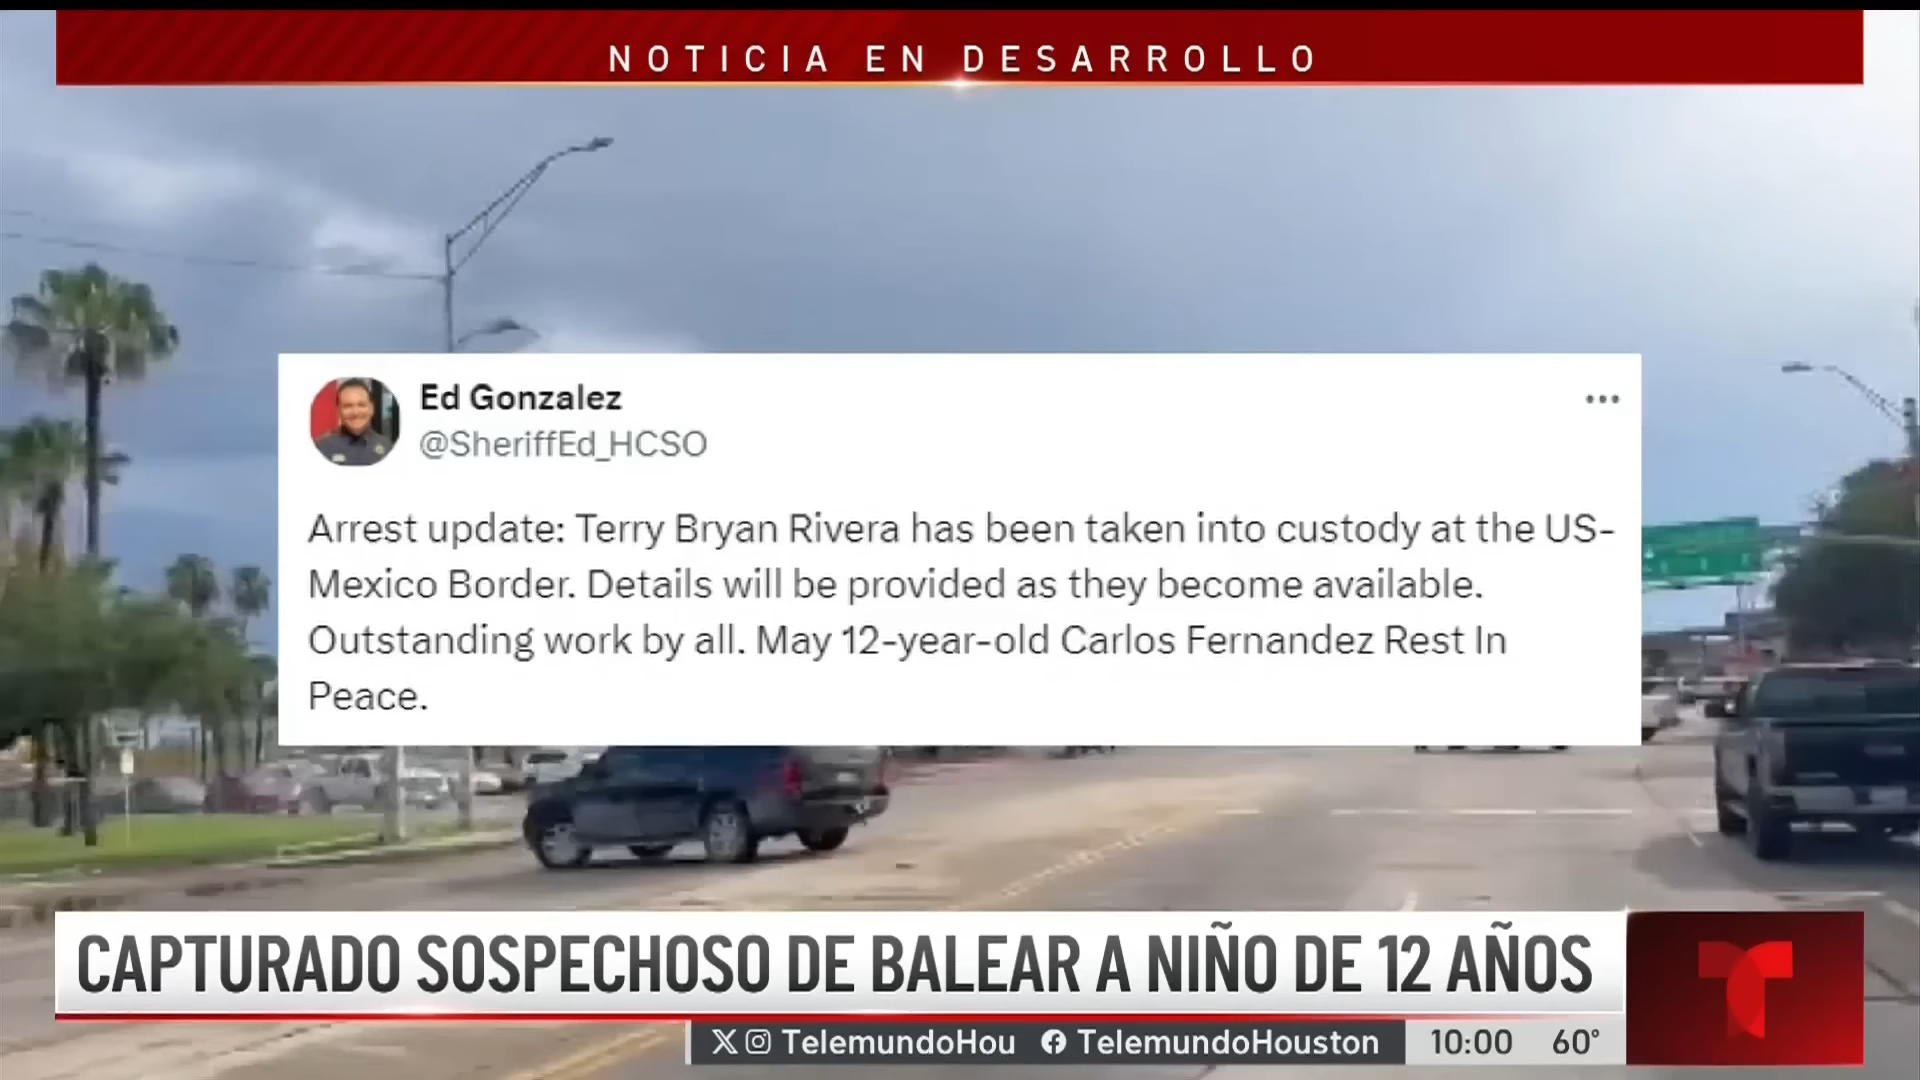 NOTICIA EN DESARROLLO
Ed Gonzalez
@SheriffEd_HCSO
Arrest update: Terry Bryan Rivera has been taken into custody at the US-
Mexico Border. Details will be provided as they become available.
Outstanding work by all. May 12-year-old Carlos Fernandez Rest In
Peace.
CAPTURADO SOSPECHOSO DE BALEAR A NIÑO DE 12 AÑOS
TelemundoHou TelemundoHouston 10:00 60°